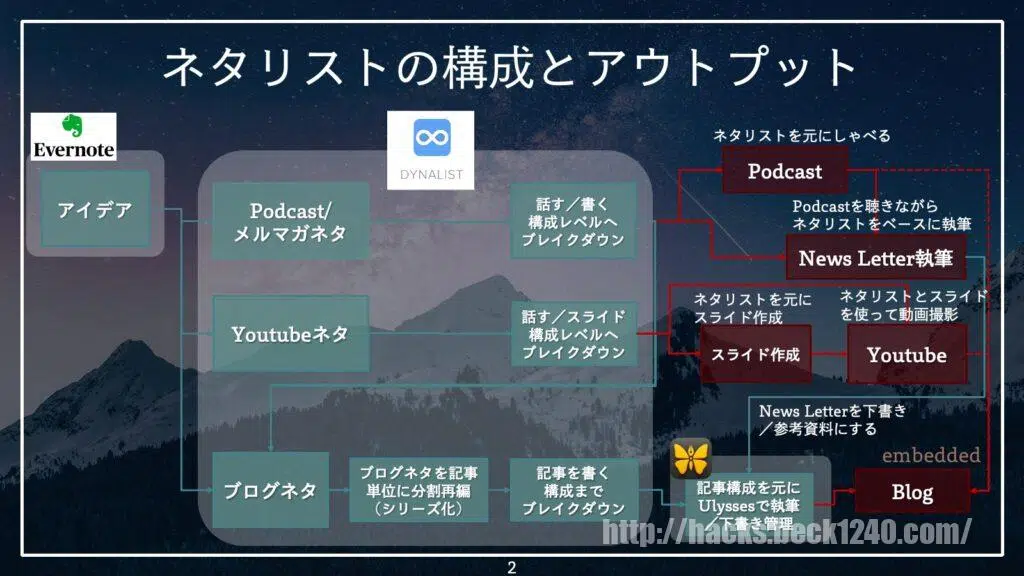 ネタリストの構成とアウトプット
Evernote
アイデア
DYNALIST
Podcast/
メルマガネタ
話す／書く
構成レベルへ
ブレイクダウン
Youtubeネタ
話す／スライド
構成レベルへ
ブレイクダウン
ブログネタ
ブログネタを記事
単位に分割再編
（シリーズ化）
記事を書く
構成まで
ブレイクダウン
ネタリストを元にしゃべる
Podcast
Podcastを聴きながら
ネタリストをベースに執筆
News Letter執筆
ネタリストを元に
スライド作成
スライド作成
ネタリストとスライド
を使って動画撮影
Youtube
News Letterを下書き
／参考資料にする
記事構成を元に
Ulyssesで執筆
／下書き管理
embedded
Blog
http://hacks.beck1240.com/
2